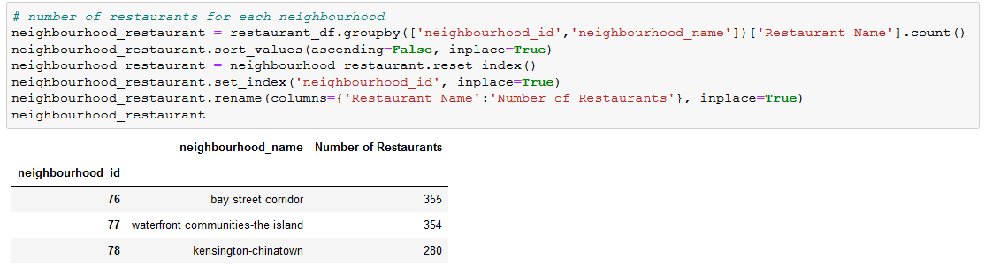 # number of restaurants for each neighbourhood
neighbourhood_restaurant = restaurant_df.groupby(['neighbourhood_id','neighbourhood_name'])['Restaurant Name'].count()
neighbourhood_restaurant.sort_values(ascending=False, inplace=True)
neighbourhood_restaurant = neighbourhood_restaurant.reset_index()
neighbourhood_restaurant.set_index('neighbourhood_id', inplace=True)
neighbourhood_restaurant.rename(columns={'Restaurant Name':'Number of Restaurants'}, inplace=True)
neighbourhood_restaurant
neighbourhood_name Number of Restaurants
neighbourhood_id
76 bay street corridor 355
77 waterfront communities-the island 354
78 kensington-chinatown 280